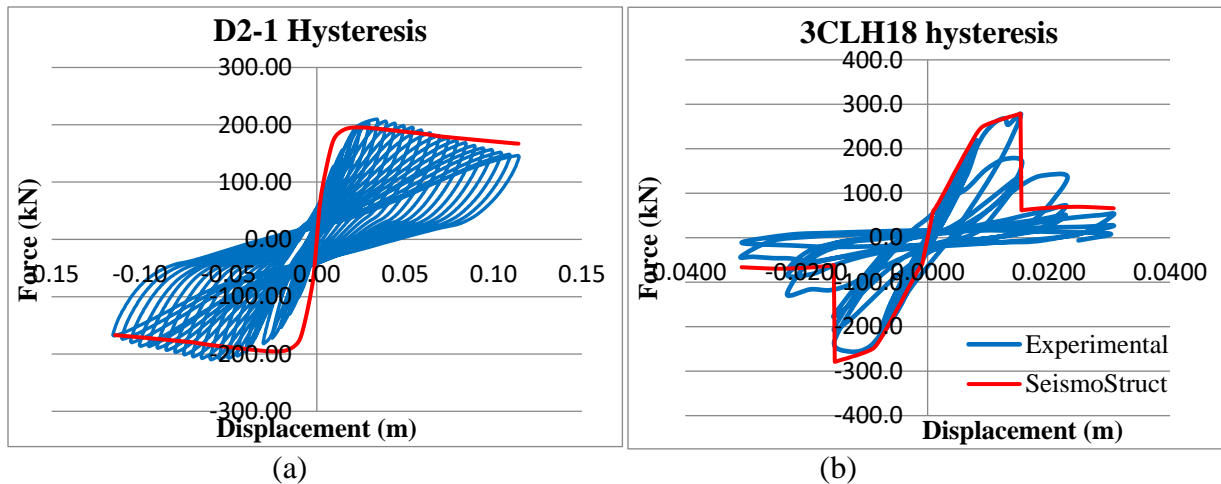 D2-1 Hysteresis
300.00
200.00
100.00
0.00
0.15 -0.10 -0.05 0.00 0.05 0.10 0.15
-100.00
-200.00
-300.00
Force (kN)
Displacement (m)
(a)
3CLH18 hysteresis
400.0
300.0
200.0
100.0
0.0
-0.0400 -0.0200 0.0000 0.0200 0.0400
-100.0
-200.0
-300.0
-400.0
Force (kN)
Experimental
SeismoStruct
Displacement (m)
(b)